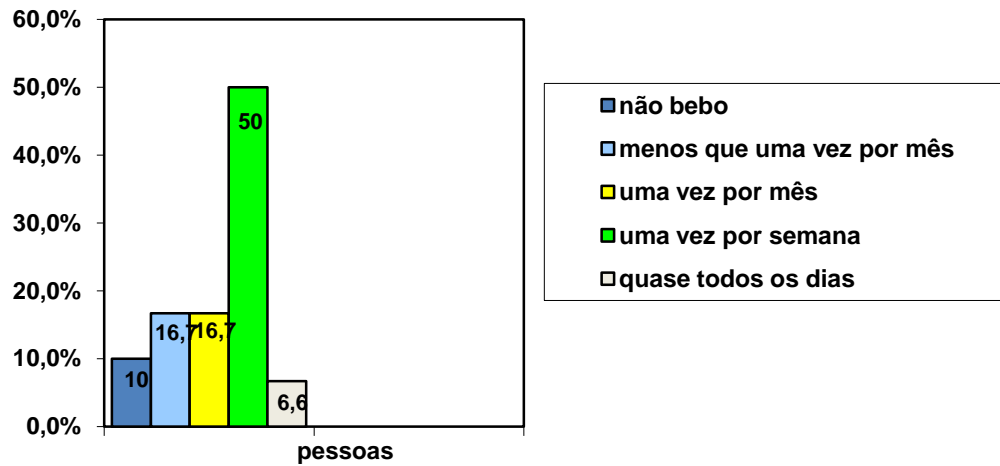 60,0%
50,0%
40,0%
30,0%
20,0%
10,0%
0,0%
10
16,7
16,7
50
6,6
pessoas
não bebo
menos que uma vez por mês
uma vez por mês
uma vez por semana
quase todos os dias